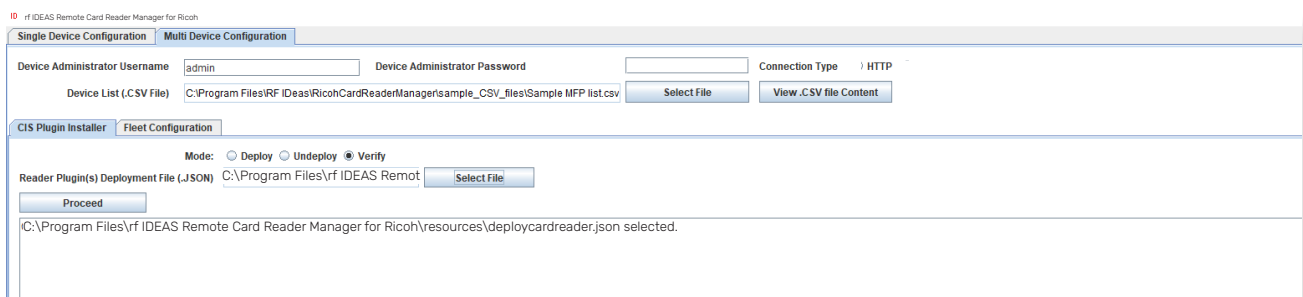 ID rf IDEAS Remote Card Reader Manager for Ricoh
Single Device Configuration Multi Device Configuration
Device Administrator Username admin Device Administrator Password Connection Type HTTP
Device List (.CSV File) C:\Program Files\RF IDeas\RicohCardReaderManager\sample_CSV_files\Sample MFP list.csv Select File View .CSV file Content
CIS Plugin Installer Fleet Configuration
Mode: Deploy Undeploy Verify
Reader Plugin(s) Deployment File (.JSON) C:\Program Files\rf IDEAS Remot Select File
Proceed
C:\Program Files\rf IDEAS Remote Card Reader Manager for Ricoh\resources\deploycardreader.json selected.